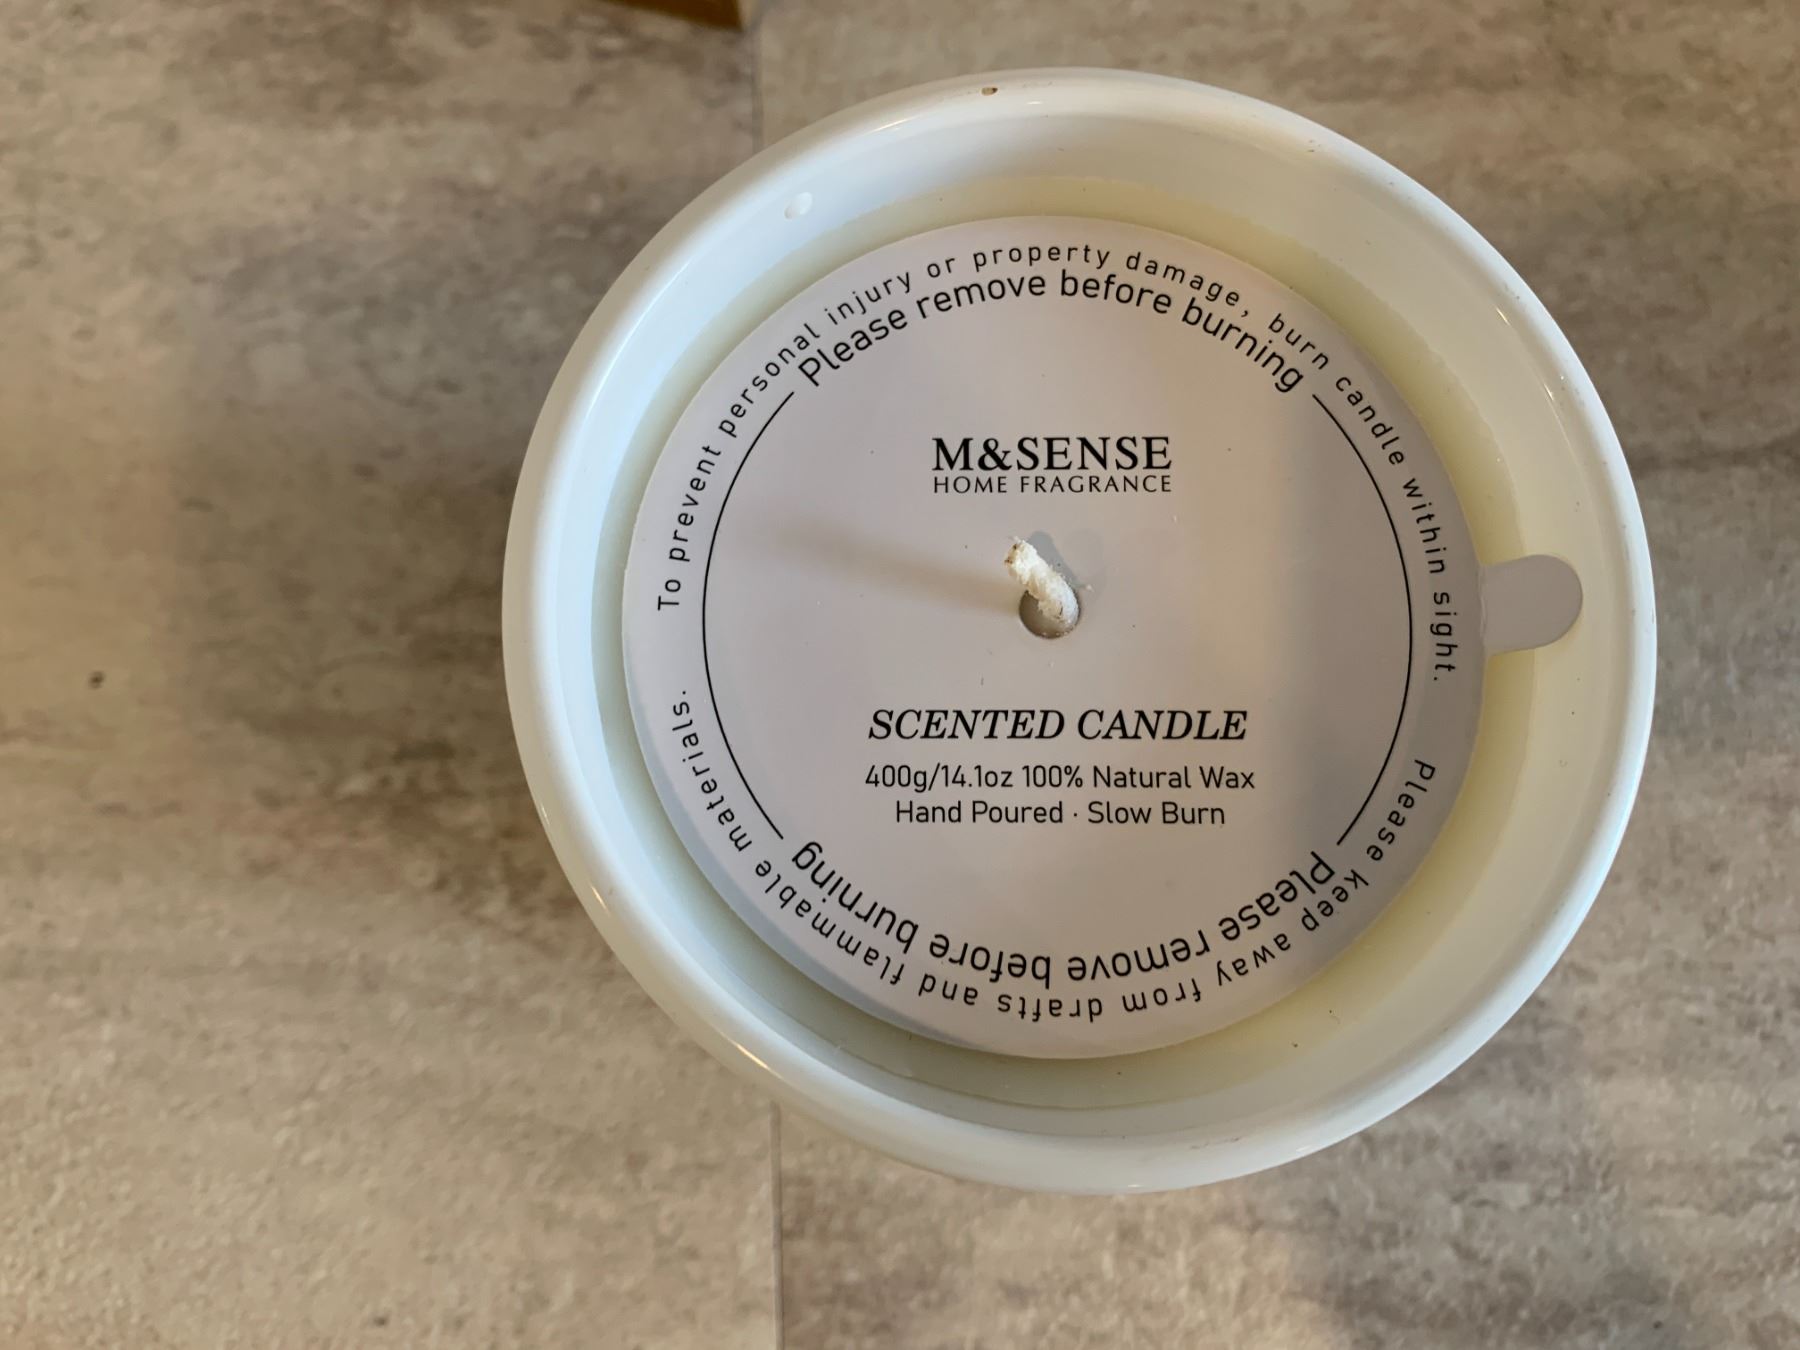 To prevent personal injury or property damage, burn candle within sight.
Please remove before burning
M&SENSE
HOME FRAGRANCE
SCENTED CANDLE
400g/14.1oz 100% Natural Wax
Hand Poured · Slow Burn
Please remove before burning
Please keep away from drafts and flammable materials.